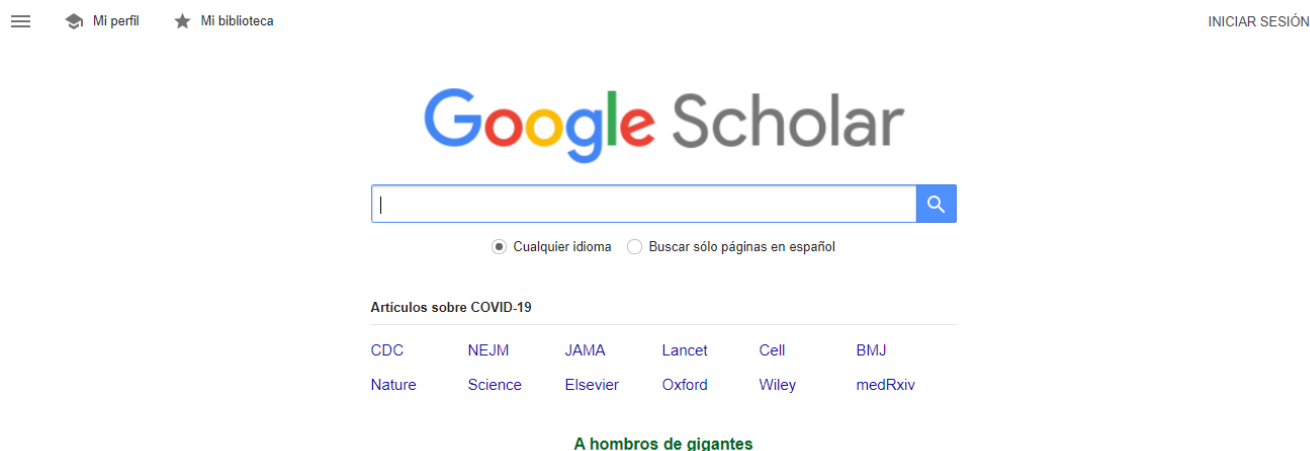 Mi perfil Mi biblioteca INICIAR SESIÓN
Google Scholar
Cualquier idioma Buscar sólo páginas en español
Artículos sobre COVID-19
CDC NEJM JAMA Lancet Cell BMJ
Nature Science Elsevier Oxford Wiley medRxiv
A hombros de gigantes